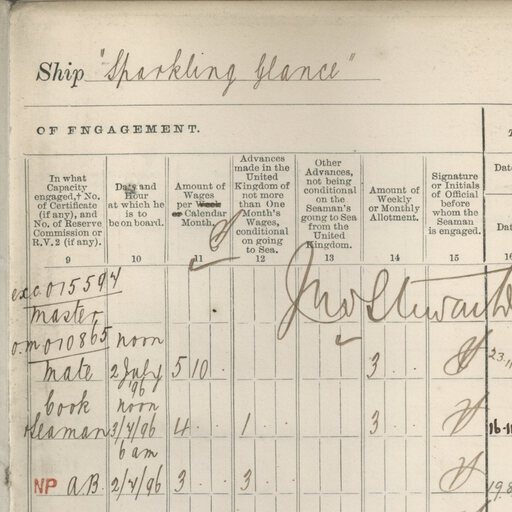 Ship "Sparkling Glance"
OF ENGAGEMENT.
In what
Capacity
engaged,† No.
of Certificate
(if any), and
No. of Reserve
Commission or
R.V.2 (if any).
9
Date and
Hour
at which he
is to
be on board.
10
Amount of
Wages
per Week
or Calendar
Month.
11
Advances
made in the
United
Kingdom of
not more
than One
Month's
Wages,
conditional
on going
to Sea.
12
Other
Advances,
not being
conditional
on the
Seaman's
going to Sea
from the
United
Kingdom.
13
Amount of
Weekly
or Monthly
Allotment.
14
Signature
or Initials
of Official
before
whom the
Seaman
is engaged.
15
Dat
Dat
16
015594
Master
Jno Stewart
o.m 010865 noon
Mate 2 July 5 10 3 23.11
96
Cook noon
& Seaman 3/7/96 4 1 3 16.11
6 am
NP A.B. 2/7/96 3 3 19.8